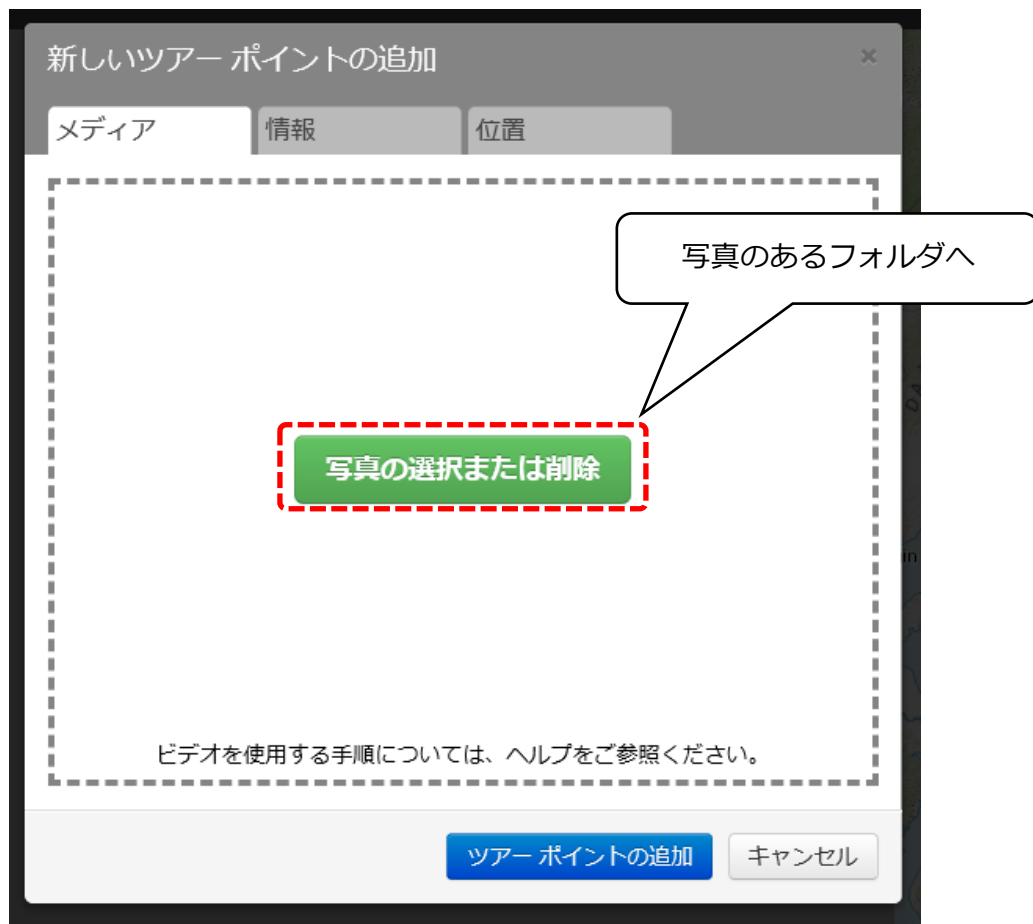 新しいツアー ポイントの追加
×
メディア
情報
位置
写真のあるフォルダへ
写真の選択または削除
ビデオを使用する手順については、ヘルプをご参照ください。
ツアー ポイントの追加
キャンセル
in